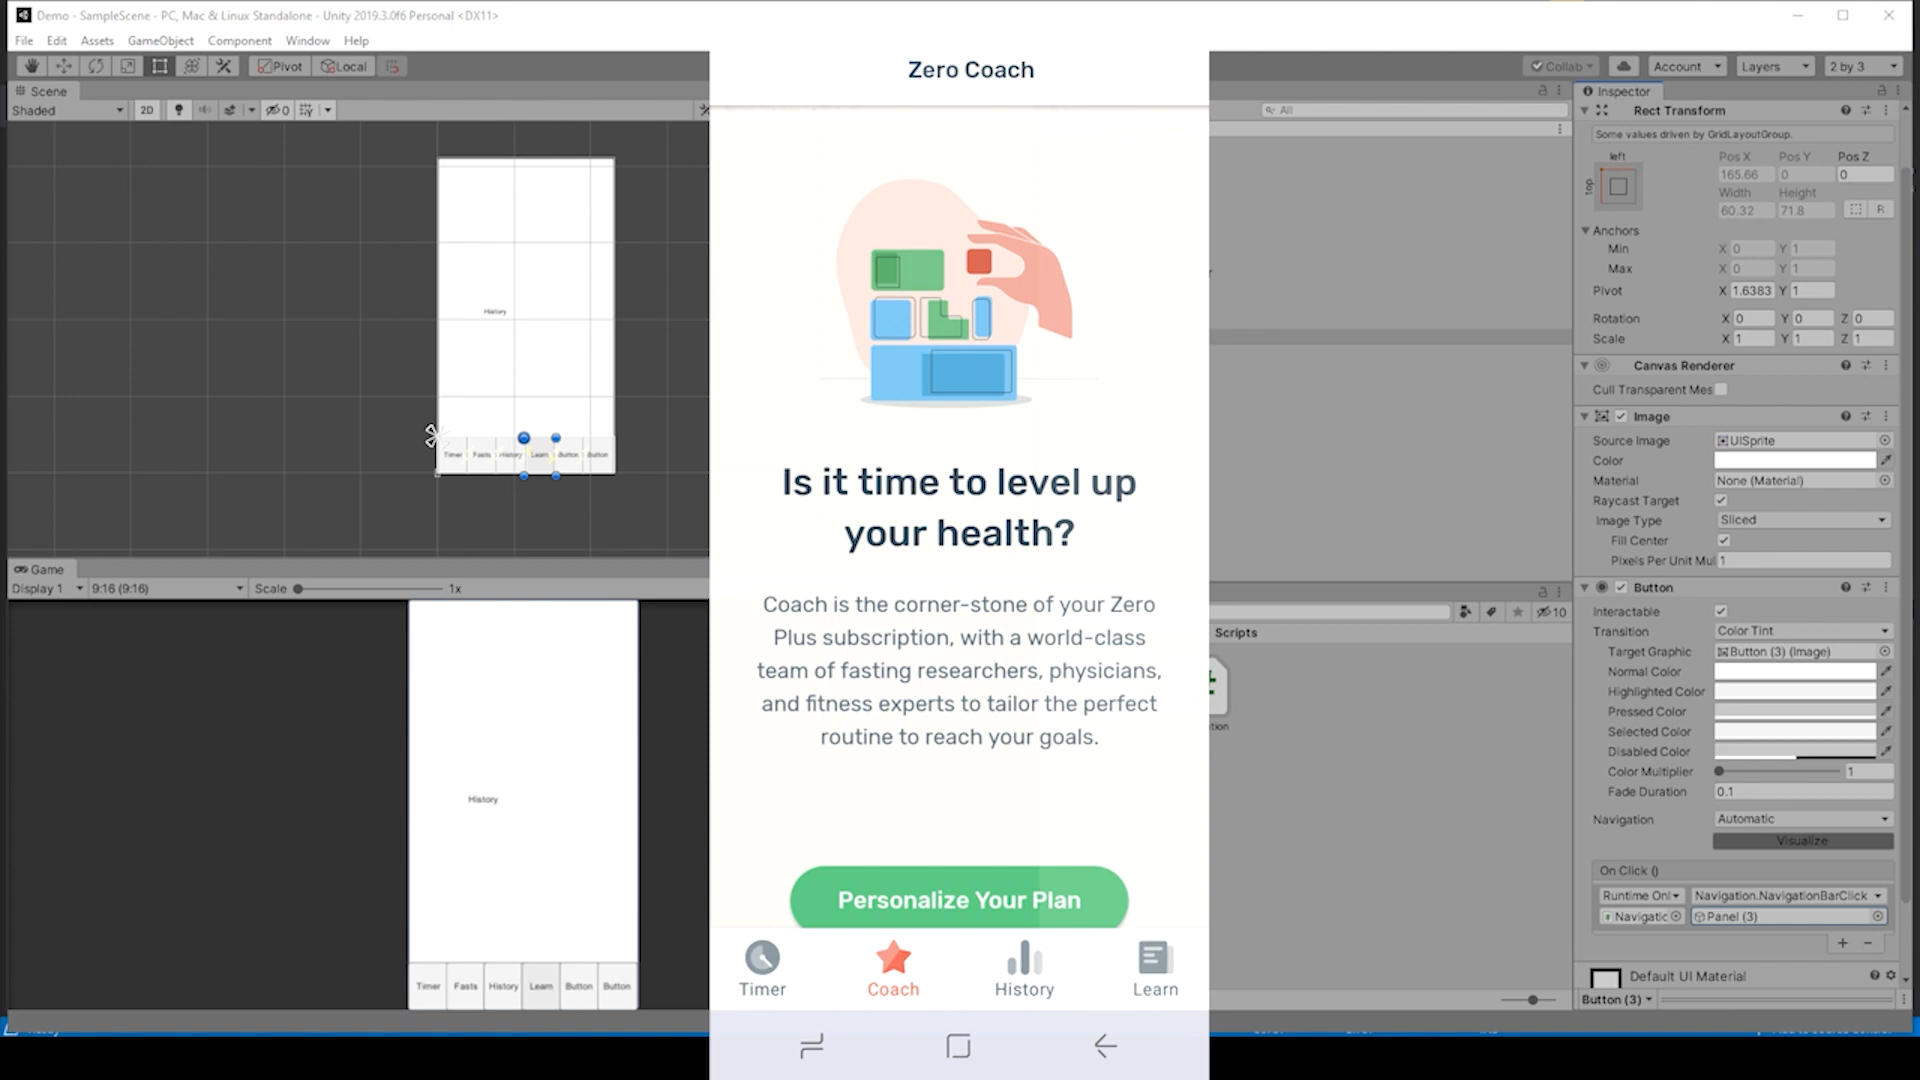 Demo - SampleScene - PC, Mac & Linux Standalone - Unity 2019.3.0f6 Personal <DX11>
File Edit Assets GameObject Component Window Help
Pivot Local Collab Account Layers 2 by 3
Scene
Shaded 2D 0 All
History
Timer Fasts History Learn Button Button
Game
Display 1 9:16 (9:16) Scale 1x
History
Timer Fasts History Learn Button Button
Zero Coach
Is it time to level up
your health?
Coach is the corner-stone of your Zero
Plus subscription, with a world-class
team of fasting researchers, physicians,
and fitness experts to tailor the perfect
routine to reach your goals.
Personalize Your Plan
Timer Coach History Learn
10
Scripts
tion
Inspector
Rect Transform
Some values driven by GridLayoutGroup.
left Pos X Pos Y Pos Z
top 165.66 0 0
Width Height
60.32 71.8 R
Anchors
Min X 0 Y 1
Max X 0 Y 1
Pivot X 1.6383 Y 1
Rotation X 0 Y 0 Z 0
Scale X 1 Y 1 Z 1
Canvas Renderer
Cull Transparent Mes
Image
Source Image UISprite
Color
Material None (Material)
Raycast Target
Image Type Sliced
Fill Center
Pixels Per Unit Mul 1
Button
Interactable
Transition Color Tint
Target Graphic Button (3) (Image)
Normal Color
Highlighted Color
Pressed Color
Selected Color
Disabled Color
Color Multiplier 1
Fade Duration 0.1
Navigation Automatic
Visualize
On Click ()
Runtime Onl Navigation.NavigationBarClick
Navigatic Panel (3)
+ -
Default UI Material
Button (3)